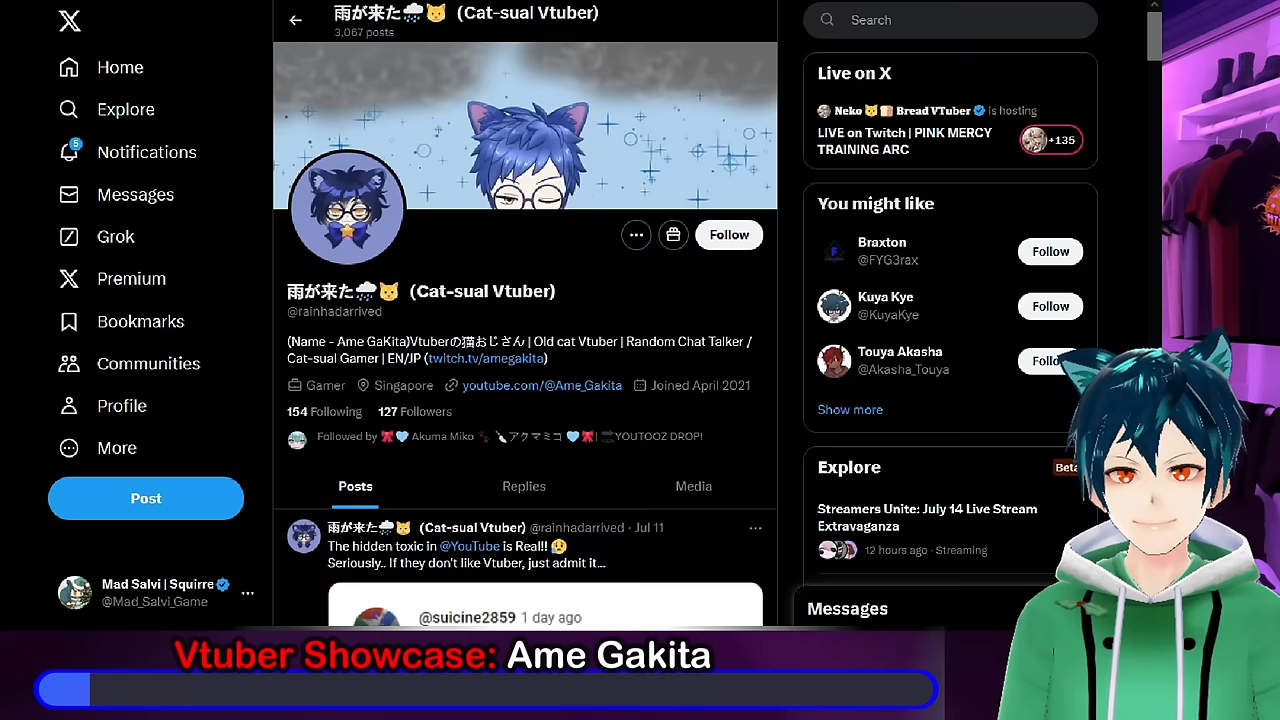 雨が来た🌧️🐱 (Cat-sual Vtuber)
3,067 posts
Home
Explore
5
Notifications
Messages
Grok
Premium
Bookmarks
Communities
Profile
More
Post
Mad Salvi | Squirre
@Mad_Salvi_Game
Follow
雨が来た🌧️🐱 (Cat-sual Vtuber)
@rainhadarrived
(Name - Ame GaKita)Vtuberの猫おじさん | Old cat Vtuber | Random Chat Talker /
Cat-sual Gamer | EN/JP (twitch.tv/amegakita)
Gamer Singapore youtube.com/@Ame_Gakita Joined April 2021
154 Following 127 Followers
Followed by 🎀💙 Akuma Miko アクマミコ 💙🎀| YOUTOOZ DROP!
Posts Replies Media
雨が来た🌧️🐱 (Cat-sual Vtuber) @rainhadarrived · Jul 11
The hidden toxic in @YouTube is Real!! 😥
Seriously.. If they don't like Vtuber, just admit it...
@suicine2859 1 day ago
Search
Live on X
Neko 🐱🍞 Bread VTuber is hosting
LIVE on Twitch | PINK MERCY
TRAINING ARC
+135
You might like
Braxton
@FYG3rax
Follow
Kuya Kye
@KuyaKye
Follow
Touya Akasha
@Akasha_Touya
Follo
Show more
Explore
Beta
Streamers Unite: July 14 Live Stream
Extravaganza
12 hours ago · Streaming
Messages
Vtuber Showcase: Ame Gakita